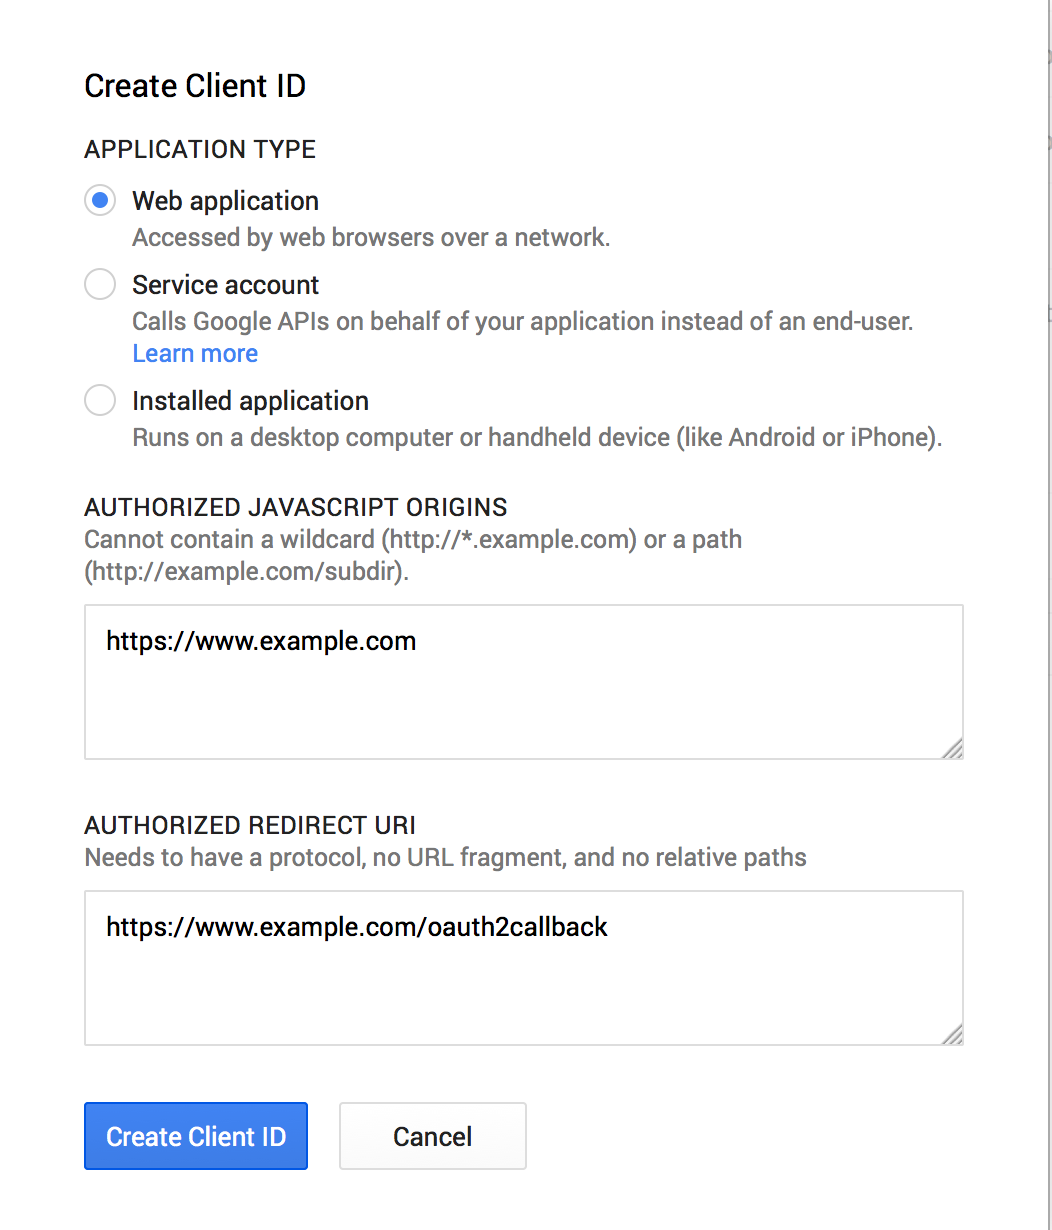 Create Client ID
APPLICATION TYPE
Web application
Accessed by web browsers over a network.
Service account
Calls Google APIs on behalf of your application instead of an end-user.
Learn more
Installed application
Runs on a desktop computer or handheld device (like Android or iPhone).
AUTHORIZED JAVASCRIPT ORIGINS
Cannot contain a wildcard (http://*.example.com) or a path
(http://example.com/subdir).
https://www.example.com
AUTHORIZED REDIRECT URI
Needs to have a protocol, no URL fragment, and no relative paths
https://www.example.com/oauth2callback
Create Client ID
Cancel